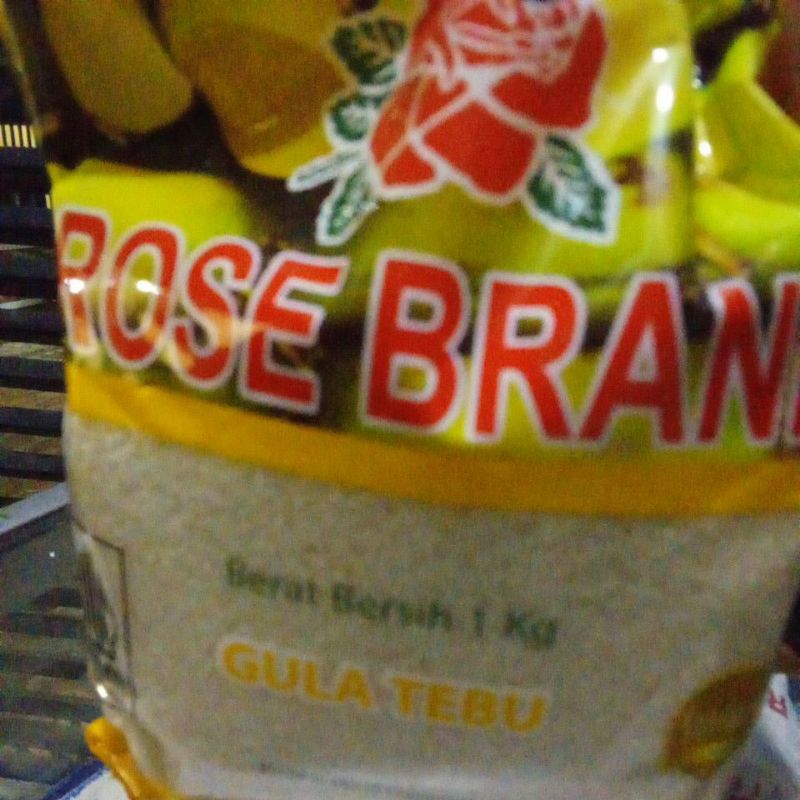 ROSE BRAN
Berat Bersih 1 Kg
GULA TEBU